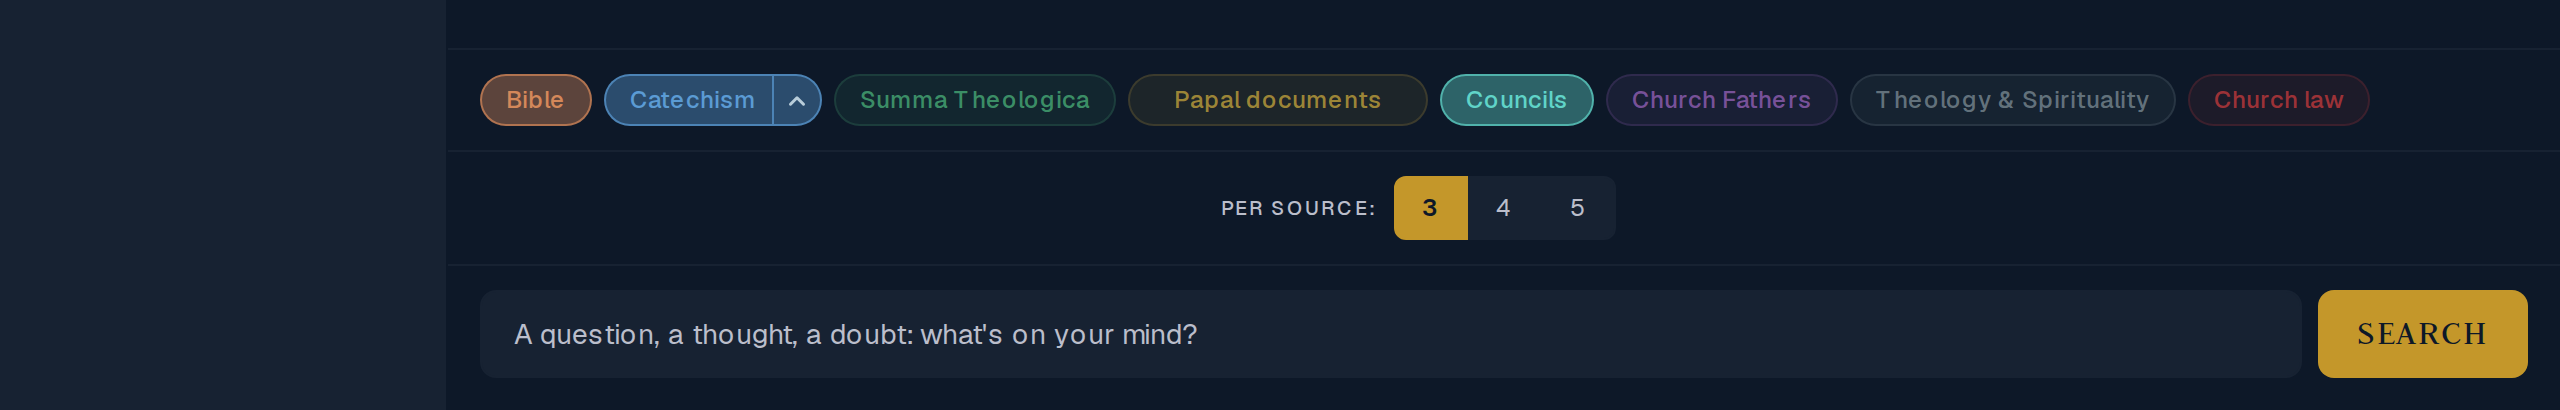 Bible Catechism Summa Theologica Papal documents Councils Church Fathers Theology & Spirituality Church law
PER SOURCE: 3 4 5
A question, a thought, a doubt: what's on your mind? SEARCH